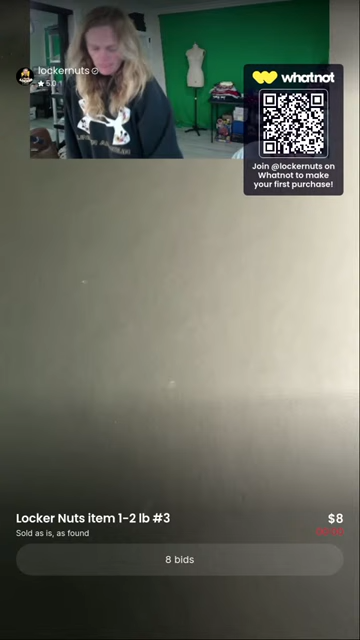 lockernuts
★ 5.0
whatnot
Join @lockernuts on
Whatnot to make
your first purchase!
Locker Nuts item 1-2 lb #3
$8
Sold as is, as found
8 bids